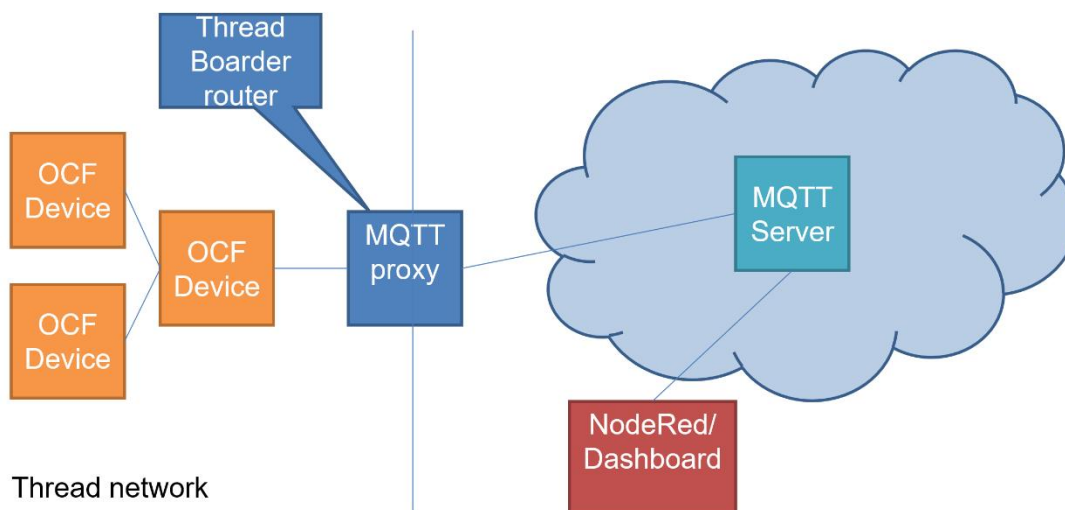 Thread
Boarder
router
OCF
Device
OCF
Device
OCF
Device
MQTT
proxy
MQTT
Server
NodeRed/
Dashboard
Thread network